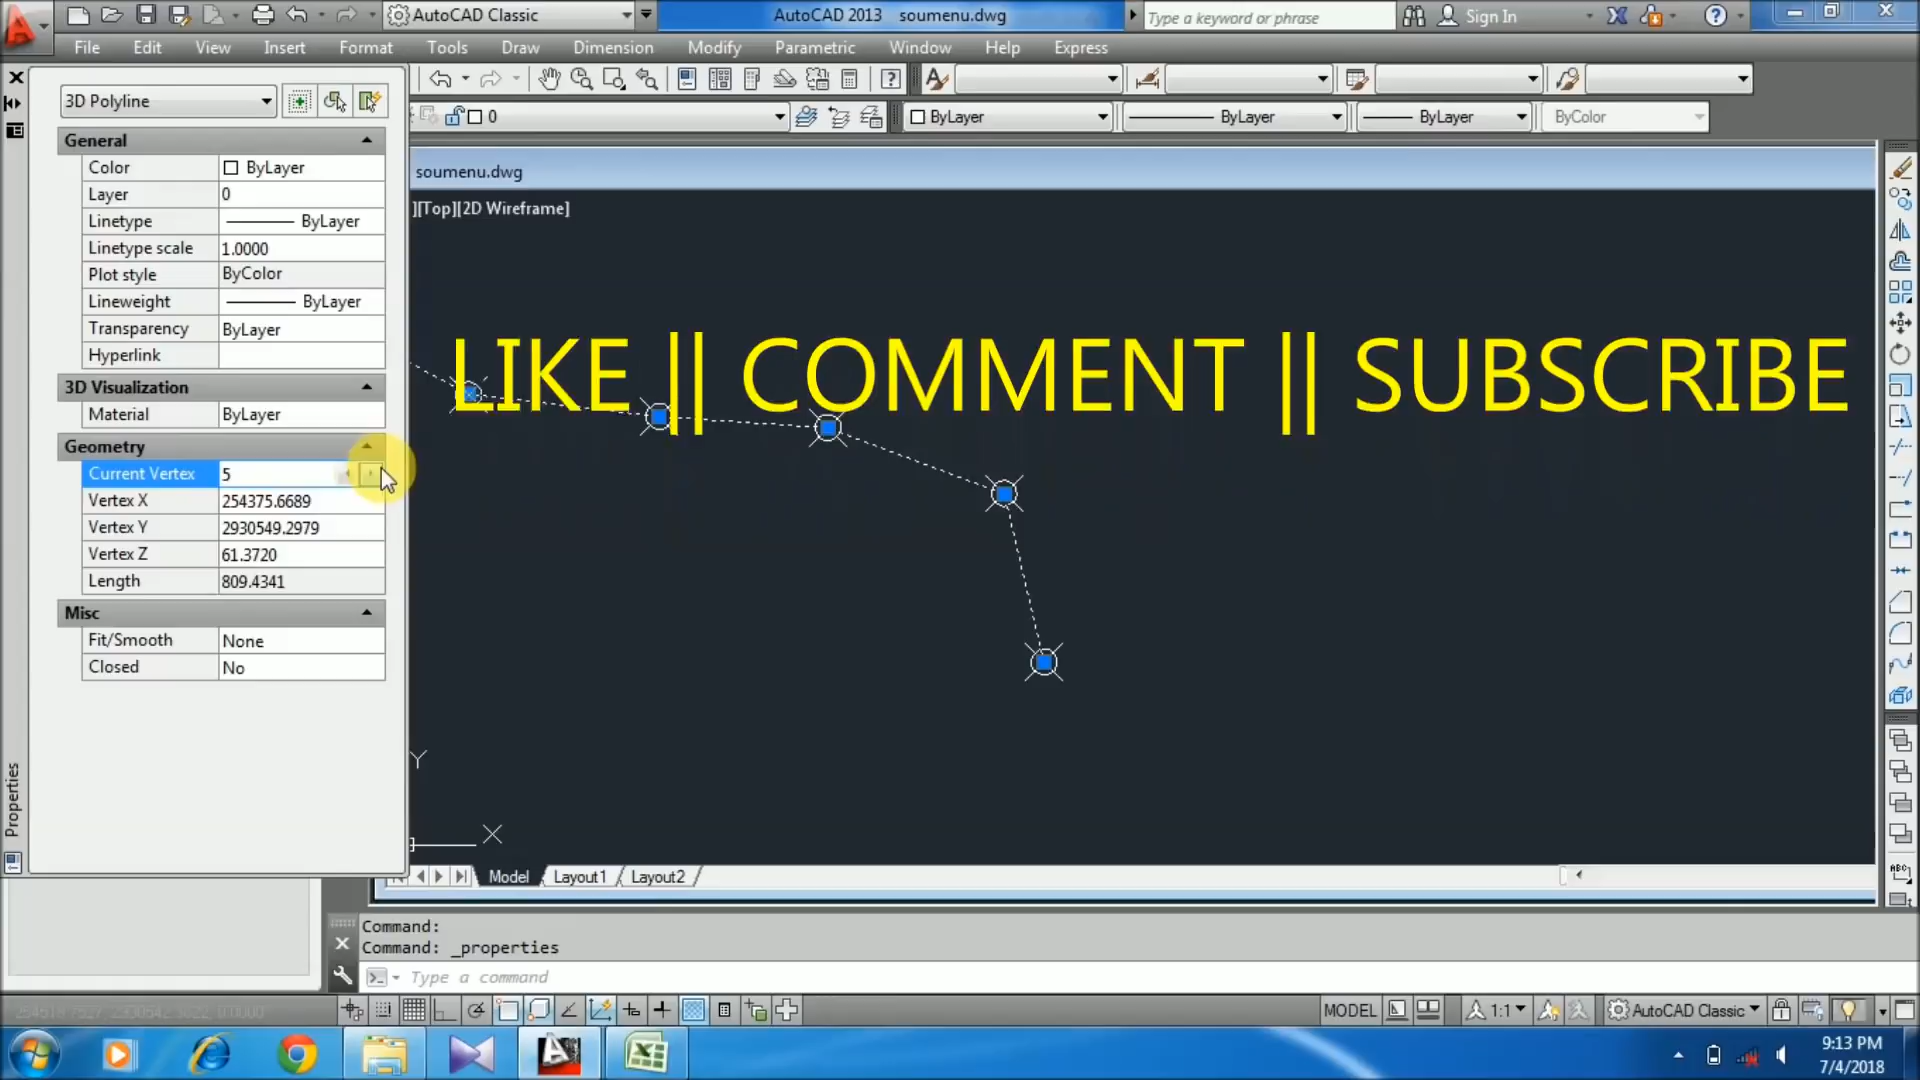 AutoCAD Classic
AutoCAD 2013 soumenu.dwg
Type a keyword or phrase
Sign In
File Edit View Insert Format Tools Draw Dimension Modify Parametric Window Help Express
3D Polyline
0
ByLayer
ByLayer
ByLayer
ByColor
General
Color ByLayer
Layer 0
Linetype ByLayer
Linetype scale 1.0000
Plot style ByColor
Lineweight ByLayer
Transparency ByLayer
Hyperlink
3D Visualization
Material ByLayer
Geometry
Current Vertex 5
Vertex X 254375.6689
Vertex Y 2930549.2979
Vertex Z 61.3720
Length 809.4341
Misc
Fit/Smooth None
Closed No
Properties
soumenu.dwg
][Top][2D Wireframe]
LIKE || COMMENT || SUBSCRIBE
Y
X
Model Layout1 Layout2
Command:
Command: _properties
Type a command
MODEL
1:1
AutoCAD Classic
9:13 PM
7/4/2018